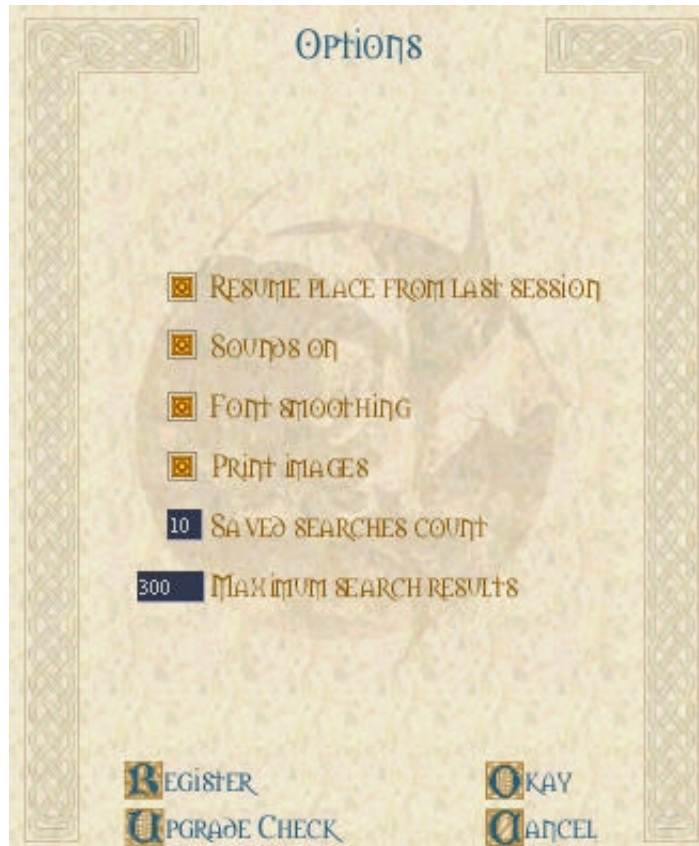 Options
Resume place from last session
Sounds on
Font smoothing
Print images
10 Saved searches count
300 Maximum search results
Register Okay
Upgrade Check Cancel